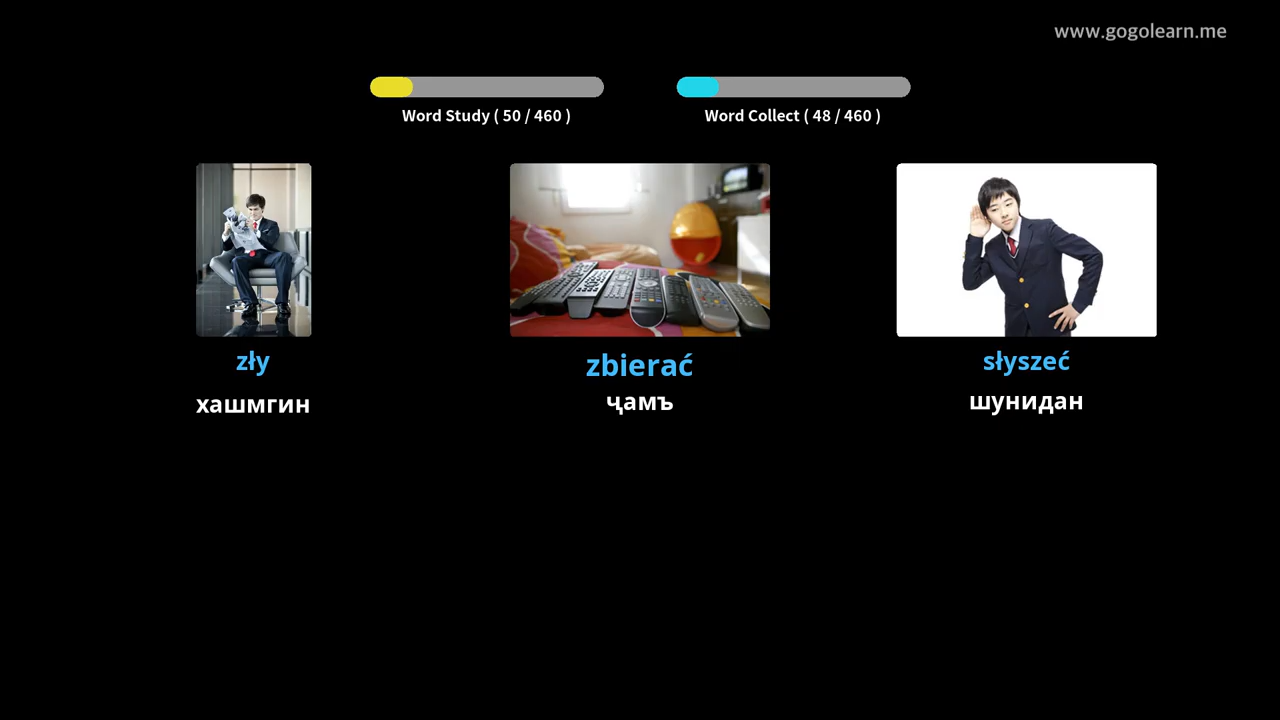 www.gogolearn.me
Word Study ( 50 / 460 )
Word Collect ( 48 / 460 )
zły
zbierać
słyszeć
хашмгин
ҷамъ
шунидан